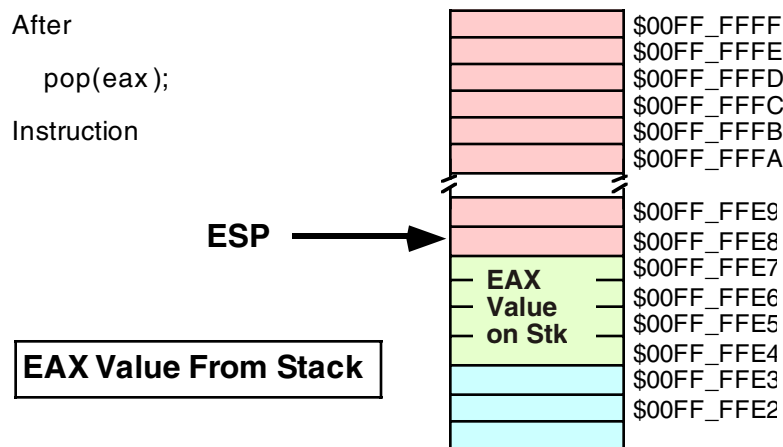 After
pop(eax);
Instruction
ESP
EAX Value From Stack
EAX
Value
on Stk
$00FF_FFFF
$00FF_FFFE
$00FF_FFFD
$00FF_FFFC
$00FF_FFFB
$00FF_FFFA
$00FF_FFE9
$00FF_FFE8
$00FF_FFE7
$00FF_FFE6
$00FF_FFE5
$00FF_FFE4
$00FF_FFE3
$00FF_FFE2